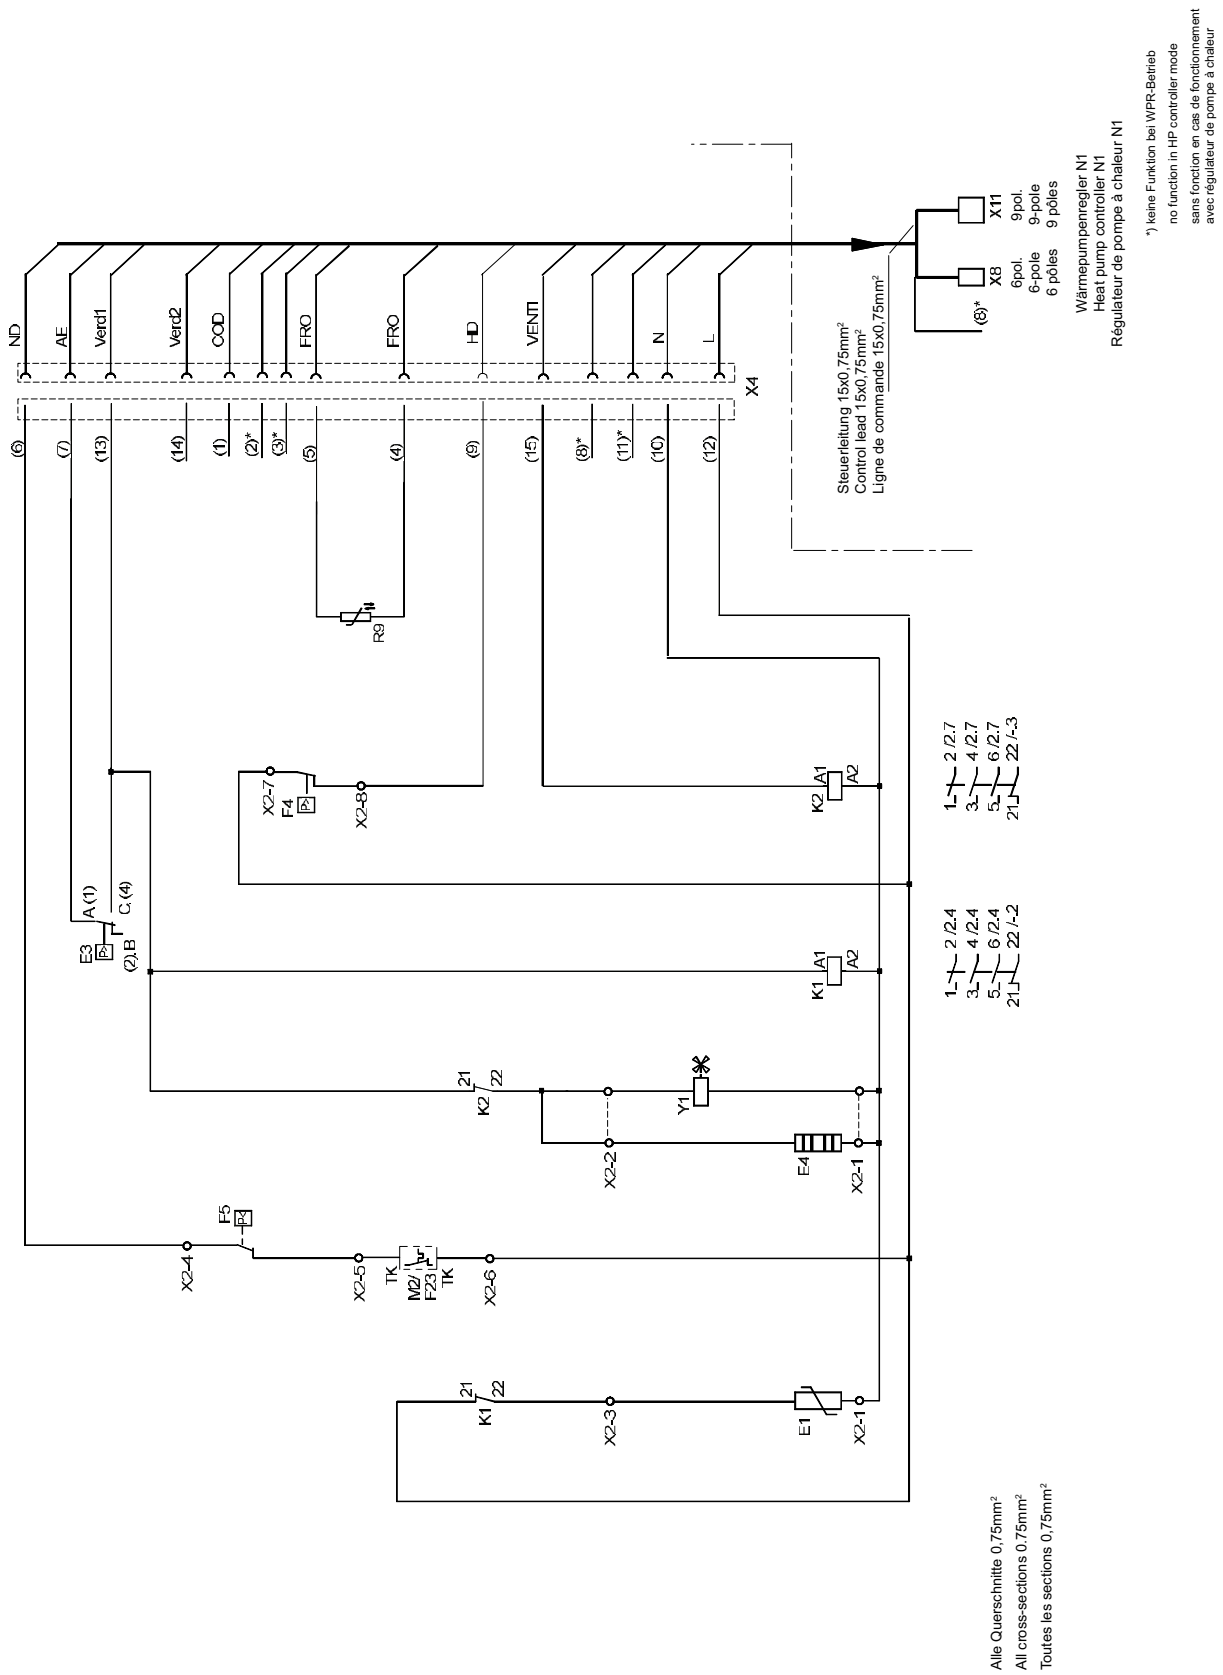 ND
AE
Verd1
Verd2
COD
FRO
FRO
HD
VENTI
N
L
X4
(6)
(7)
(13)
(14)
(1)
(2)*
(3)*
(5)
(4)
(9)
(15)
(8)*
(11)*
(10)
(12)
R9
Steuerleitung 15x0,75mm²
Control lead 15x0,75mm²
Ligne de commande 15x0,75mm²
(8)*
X8
6pol.
6-pole
6 pôles
X11
9pol.
9-pole
9 pôles
Wärmepumpenregler N1
Heat pump controller N1
Régulateur de pompe à chaleur N1
*) keine Funktion bei WPR-Betrieb
no function in HP controller mode
sans fonction en cas de fonctionnement
avec régulateur de pompe à chaleur
E3
P>
A.(1)
C.(4)
(2).B
X2-7
F4
P>
X2-8
K2
A1
A2
K1
A1
A2
1 2 /2.7
3 4 /2.7
5 6 /2.7
21 22 /-.3
1 2 /2.4
3 4 /2.4
5 6 /2.4
21 22 /-.2
21
K2
22
X2-2
Y1
E4
X2-1
X2-4
F5
P<
X2-5
TK
M2/
F23
TK
X2-6
21
K1
22
X2-3
E1
X2-1
Alle Querschnitte 0,75mm²
All cross-sections 0.75mm²
Toutes les sections 0,75mm²